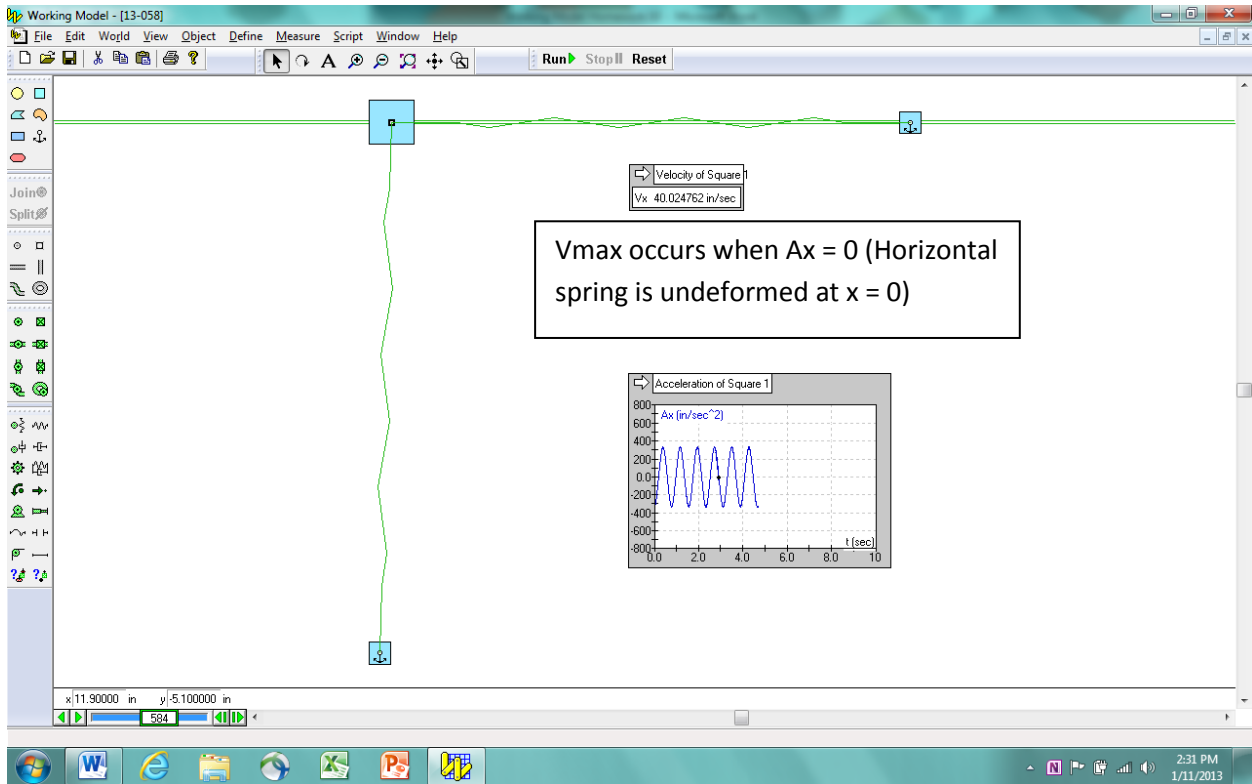 Working Model - [13-058]
File Edit World View Object Define Measure Script Window Help
A Run Stop Reset
Join
Split
Velocity of Square 1
Vx 40.024762 in/sec
Vmax occurs when Ax = 0 (Horizontal
spring is undeformed at x = 0)
Acceleration of Square 1
Ax (in/sec^2)
800
600
400
200
0.0
-200
-400
-600
-800
t (sec)
0.0 2.0 4.0 6.0 8.0 10
x 11.90000 in y -5.100000 in
584
2:31 PM
1/11/2013